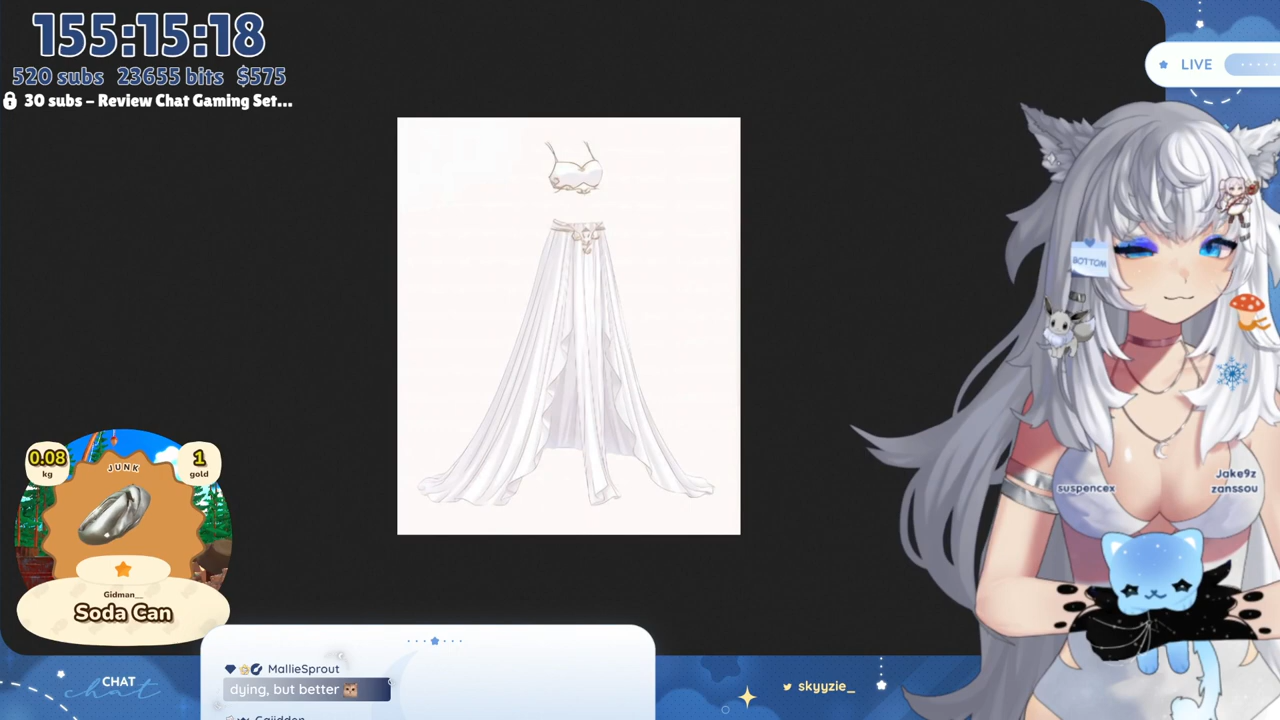 155:15:18
520 subs 23655 bits $575
30 subs – Review Chat Gaming Set...
LIVE
BOTTOM
Jake9z
suspencex
zanssou
0.08
kg
1
gold
JUNK
Gidman__
Soda Can
MallieSprout
dying, but better
CHAT
chat
skyyzie_